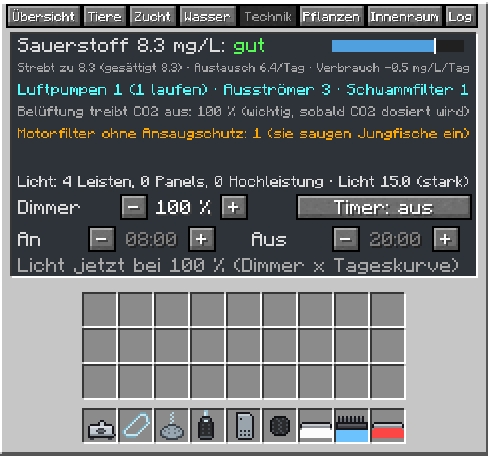 Übersicht Tiere Zucht Wasser Technik Pflanzen Innenraum Log
Sauerstoff 8.3 mg/L: gut
Strebt zu 8.3 (gesättigt 8.3) · Austausch 6.4/Tag · Verbrauch -0.5 mg/L/Tag
Luftpumpen 1 (1 laufen) · Ausströmer 3 · Schwammfilter 1
Belüftung treibt CO2 aus: 100 % (wichtig, sobald CO2 dosiert wird)
Motorfilter ohne Ansaugschutz: 1 (sie saugen Jungfische ein)
Licht: 4 Leisten, 0 Panels, 0 Hochleistung · Licht 15.0 (stark)
Dimmer - 100 % + Timer: aus
An - 08:00 + Aus - 20:00 +
Licht jetzt bei 100 % (Dimmer x Tageskurve)